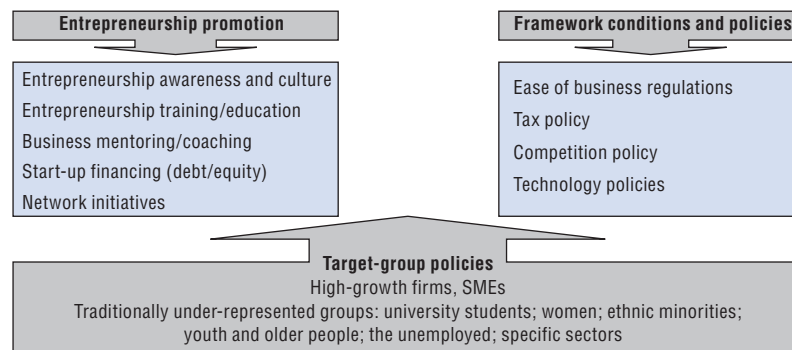 Entrepreneurship promotion
Entrepreneurship awareness and culture
Entrepreneurship training/education
Business mentoring/coaching
Start-up financing (debt/equity)
Network initiatives
Framework conditions and policies
Ease of business regulations
Tax policy
Competition policy
Technology policies
Target-group policies
High-growth firms, SMEs
Traditionally under-represented groups: university students; women; ethnic minorities;
youth and older people; the unemployed; specific sectors